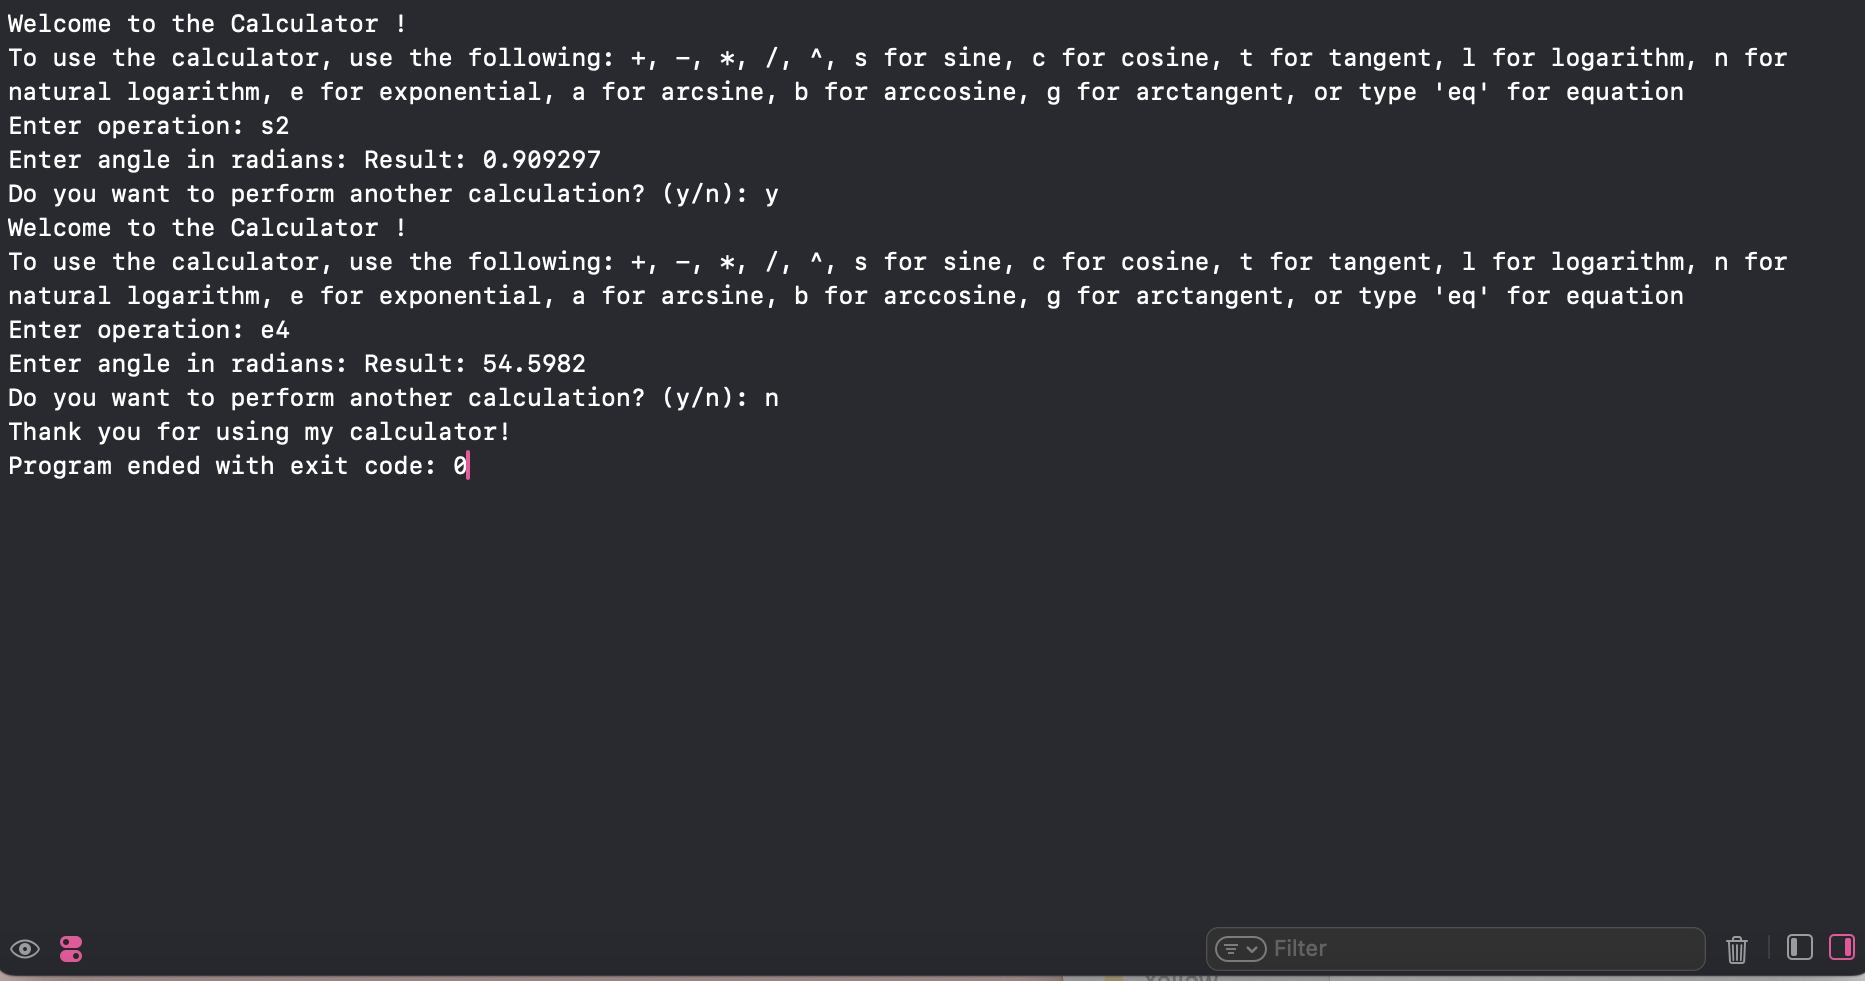 Welcome to the Calculator !
To use the calculator, use the following: +, −, *, /, ^, s for sine, c for cosine, t for tangent, l for logarithm, n for
natural logarithm, e for exponential, a for arcsine, b for arccosine, g for arctangent, or type 'eq' for equation
Enter operation: s2
Enter angle in radians: Result: 0.909297
Do you want to perform another calculation? (y/n): y
Welcome to the Calculator !
To use the calculator, use the following: +, −, *, /, ^, s for sine, c for cosine, t for tangent, l for logarithm, n for
natural logarithm, e for exponential, a for arcsine, b for arccosine, g for arctangent, or type 'eq' for equation
Enter operation: e4
Enter angle in radians: Result: 54.5982
Do you want to perform another calculation? (y/n): n
Thank you for using my calculator!
Program ended with exit code: 0
Filter